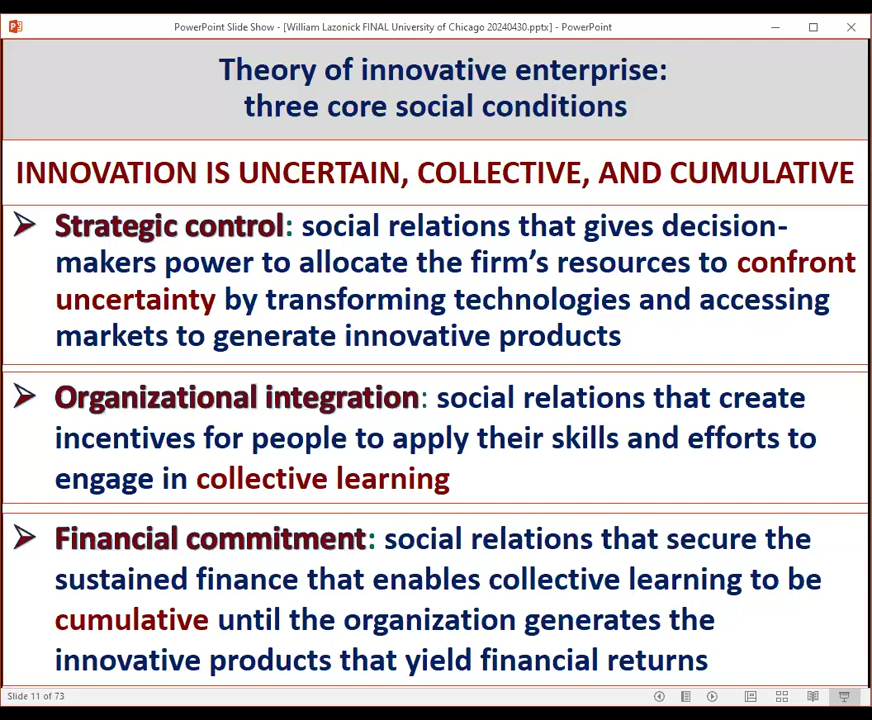 PowerPoint Slide Show - [William Lazonick FINAL University of Chicago 20240430.pptx] - PowerPoint
Theory of innovative enterprise:
three core social conditions
INNOVATION IS UNCERTAIN, COLLECTIVE, AND CUMULATIVE
Strategic control: social relations that gives decision-
makers power to allocate the firm’s resources to confront
uncertainty by transforming technologies and accessing
markets to generate innovative products
Organizational integration: social relations that create
incentives for people to apply their skills and efforts to
engage in collective learning
Financial commitment: social relations that secure the
sustained finance that enables collective learning to be
cumulative until the organization generates the
innovative products that yield financial returns
Slide 11 of 73